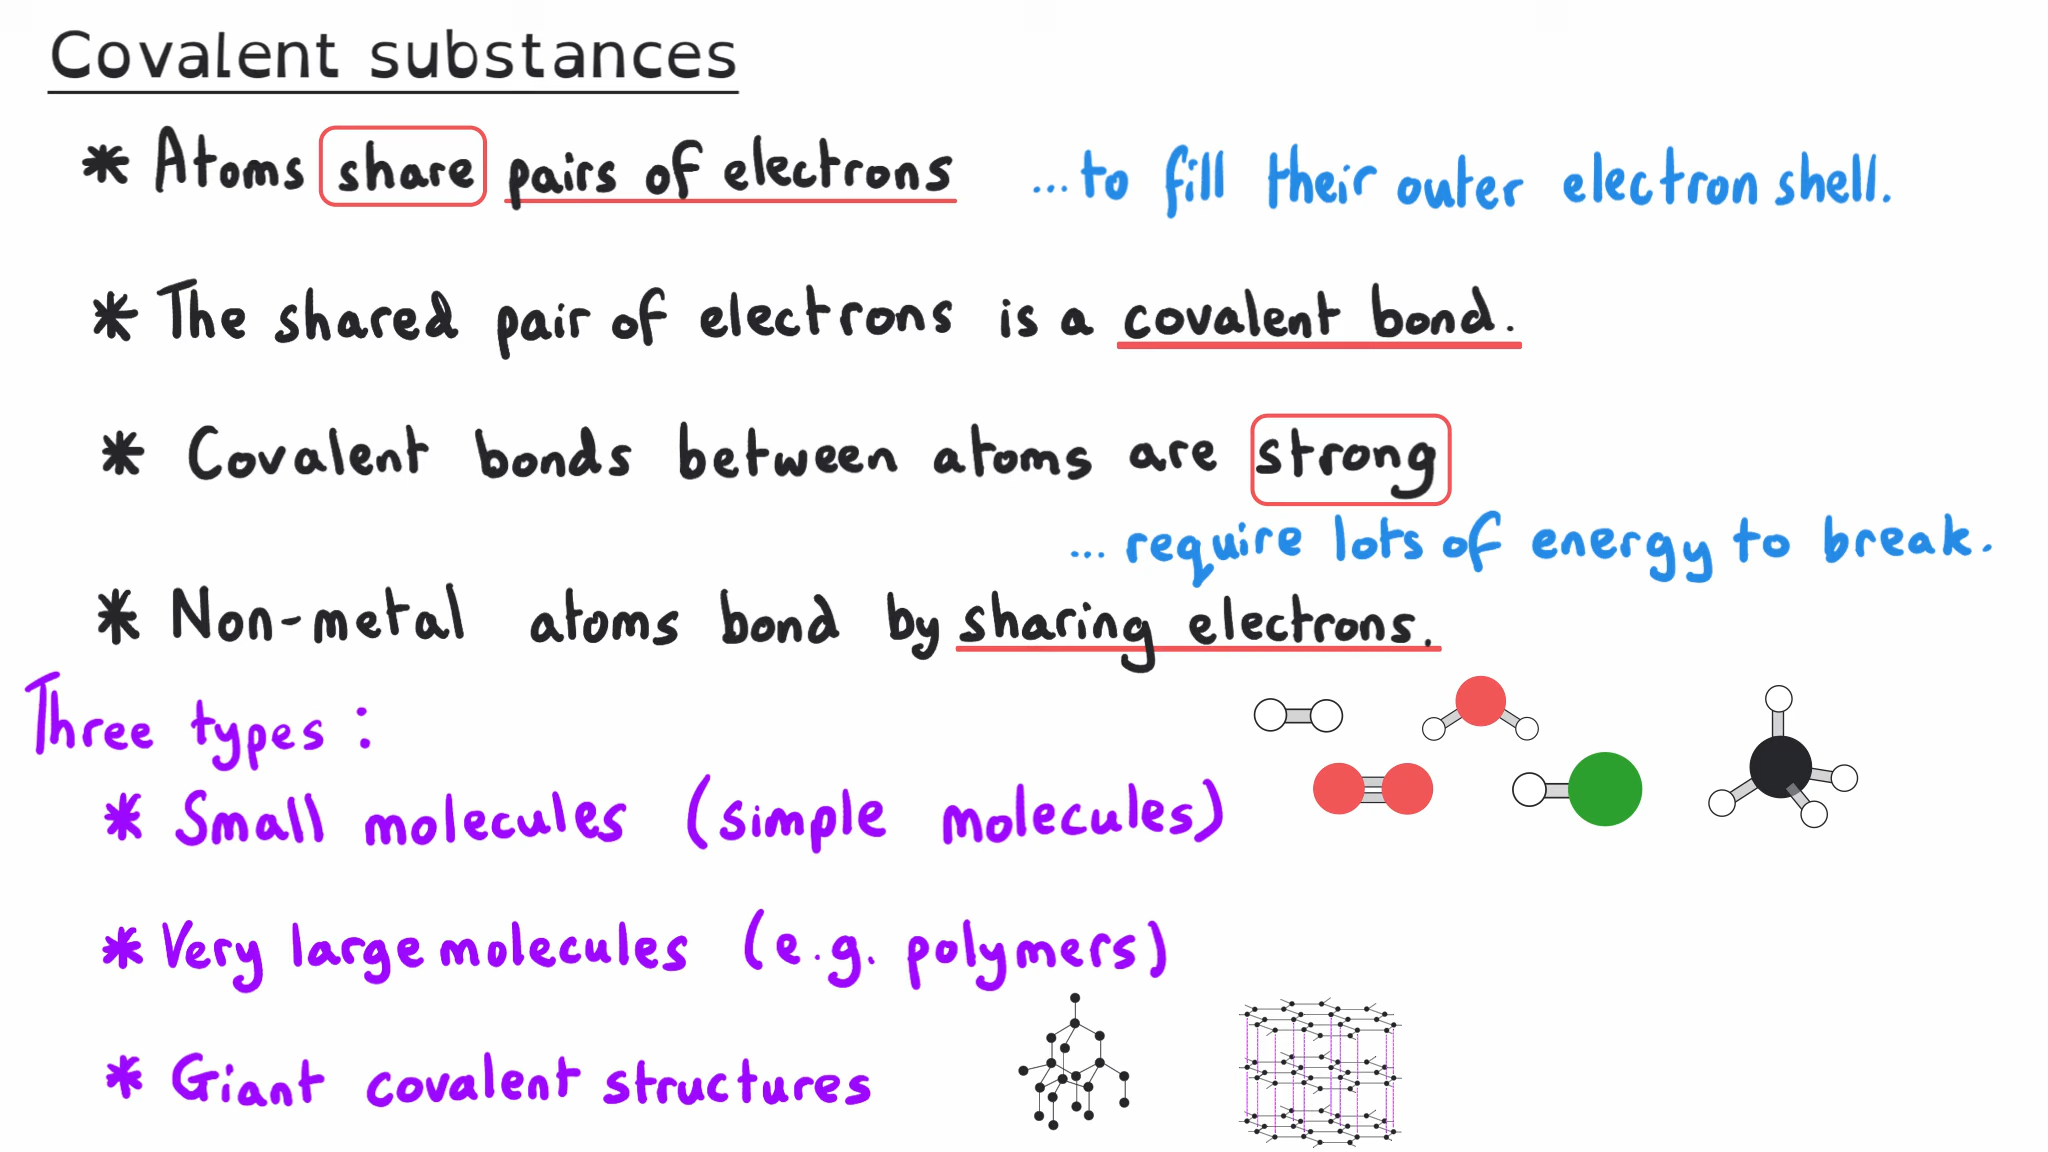 Covalent substances
* Atoms share pairs of electrons ...to fill their outer electron shell.
* The shared pair of electrons is a covalent bond.
* Covalent bonds between atoms are strong
... require lots of energy to break.
* Non-metal atoms bond by sharing electrons.
Three types:
* Small molecules (simple molecules)
* Very large molecules (e.g. polymers)
* Giant covalent structures